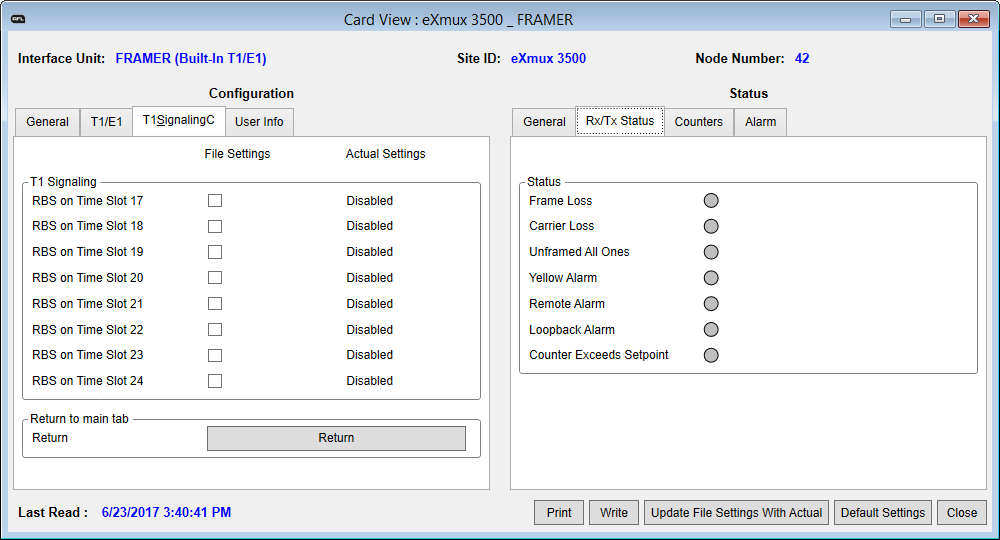 RFL
Card View : eXmux 3500 _ FRAMER
Interface Unit: FRAMER (Built-In T1/E1) Site ID: eXmux 3500 Node Number: 42
Configuration Status
General T1/E1 T1SignalingC User Info General Rx/Tx Status Counters Alarm
File Settings Actual Settings
T1 Signaling
RBS on Time Slot 17 Disabled
RBS on Time Slot 18 Disabled
RBS on Time Slot 19 Disabled
RBS on Time Slot 20 Disabled
RBS on Time Slot 21 Disabled
RBS on Time Slot 22 Disabled
RBS on Time Slot 23 Disabled
RBS on Time Slot 24 Disabled
Return to main tab
Return Return
Status
Frame Loss
Carrier Loss
Unframed All Ones
Yellow Alarm
Remote Alarm
Loopback Alarm
Counter Exceeds Setpoint
Last Read : 6/23/2017 3:40:41 PM Print Write Update File Settings With Actual Default Settings Close